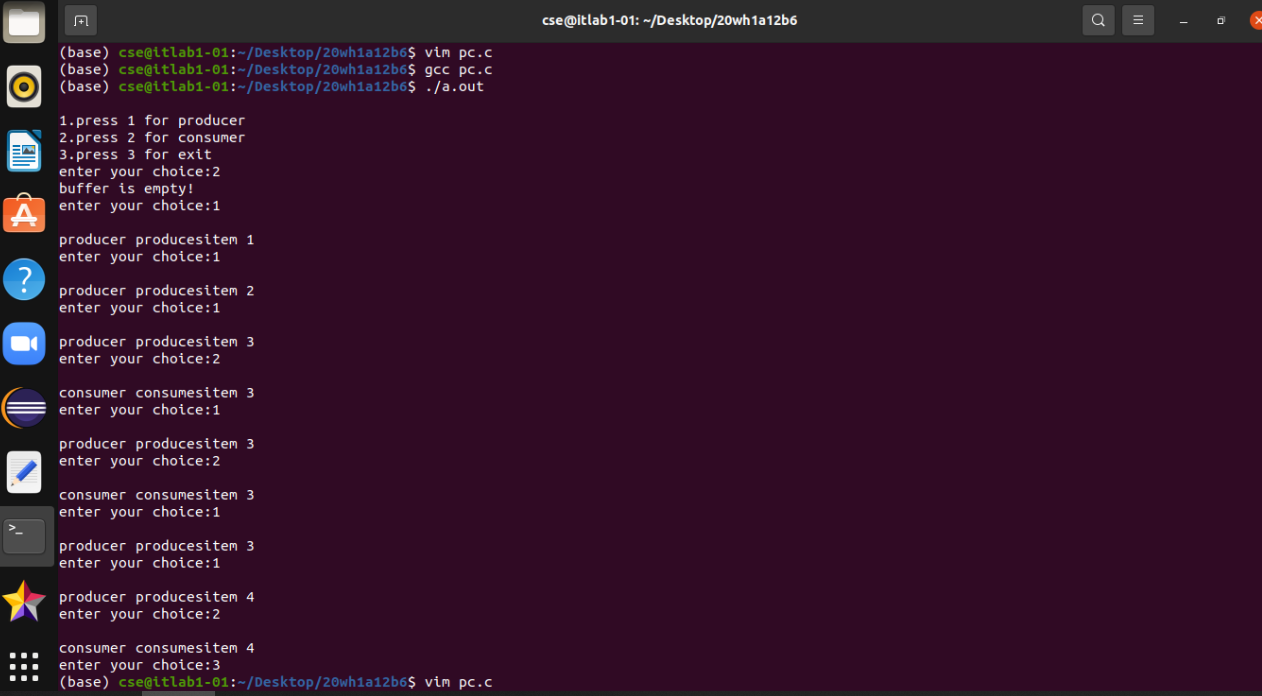 cse@itlab1-01: ~/Desktop/20wh1a12b6
(base) cse@itlab1-01:~/Desktop/20wh1a12b6$ vim pc.c
(base) cse@itlab1-01:~/Desktop/20wh1a12b6$ gcc pc.c
(base) cse@itlab1-01:~/Desktop/20wh1a12b6$ ./a.out
1.press 1 for producer
2.press 2 for consumer
3.press 3 for exit
enter your choice:2
buffer is empty!
enter your choice:1
producer producesitem 1
enter your choice:1
producer producesitem 2
enter your choice:1
producer producesitem 3
enter your choice:2
consumer consumesitem 3
enter your choice:1
producer producesitem 3
enter your choice:2
consumer consumesitem 3
enter your choice:1
producer producesitem 3
enter your choice:1
producer producesitem 4
enter your choice:2
consumer consumesitem 4
enter your choice:3
(base) cse@itlab1-01:~/Desktop/20wh1a12b6$ vim pc.c